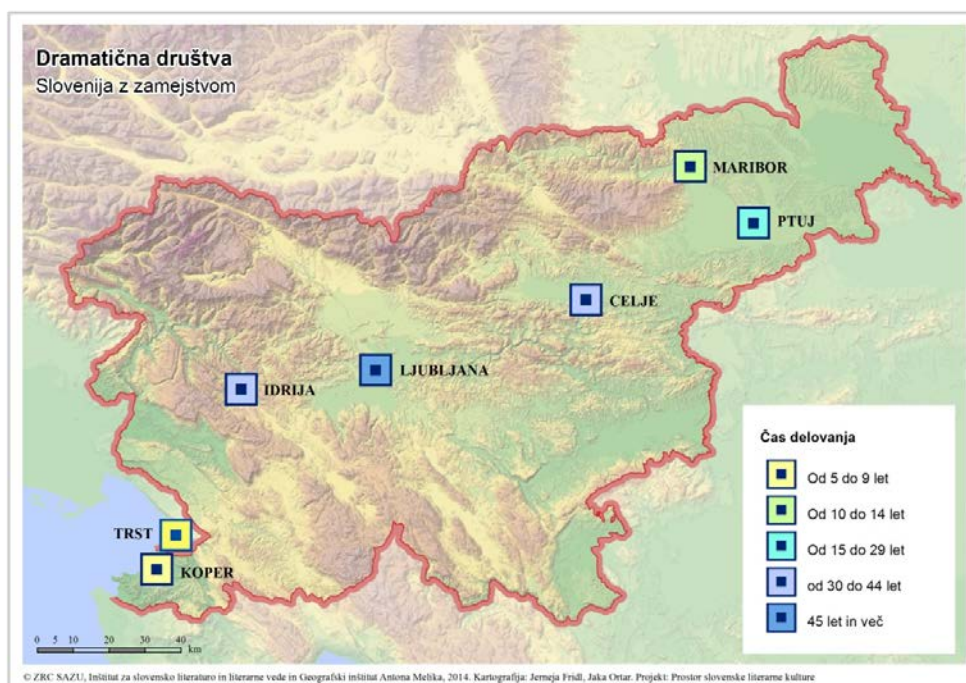 Dramatična društva
Slovenija z zamejstvom
MARIBOR
PTUJ
CELJE
LJUBLJANA
IDRIJA
TRST
KOPER
Čas delovanja
Od 5 do 9 let
Od 10 do 14 let
Od 15 do 29 let
od 30 do 44 let
45 let in več
0 5 10 20 30 40
km
© ZRC SAZU, Inštitut za slovensko literaturo in literarne vede in Geografski inštitut Antona Melika, 2014. Kartografija: Jerneja Fridl, Jaka Ortar. Projekt: Prostor slovenske literarne kulture